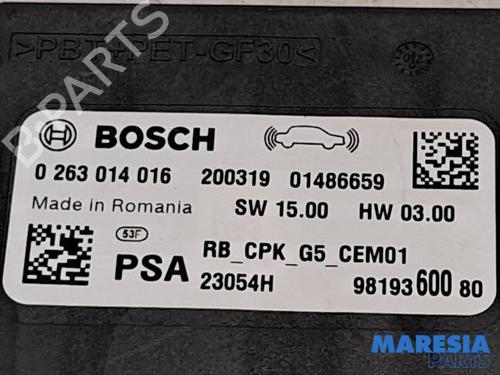 >PBT+PET-GF30<
BOSCH
0 263 014 016 200319 01486659
Made in Romania SW 15.00 HW 03.00
53F
RB_CPK_G5_CEM01
PSA 23054H 98193 600 80
B-PARTS
MARESIA
PARTS